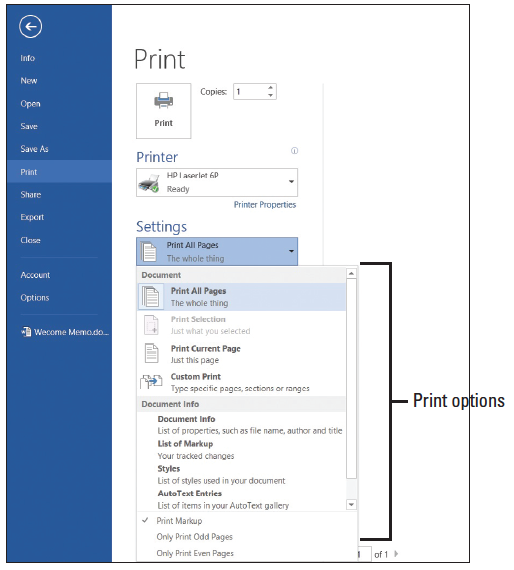 Info
New
Open
Save
Save As
Print
Share
Export
Close
Account
Options
Wecome Memo.do...
Print
Copies: 1
Print
Printer
HP LaserJet 6P
Ready
Printer Properties
Settings
Print All Pages
The whole thing
Document
Print All Pages
The whole thing
Print Selection
Just what you selected
Print Current Page
Just this page
Custom Print
Type specific pages, sections or ranges
Document Info
Document Info
List of properties, such as file name, author and title
List of Markup
Your tracked changes
Styles
List of styles used in your document
AutoText Entries
List of items in your AutoText gallery
Print Markup
Only Print Odd Pages
Only Print Even Pages
1 of 1
Print options